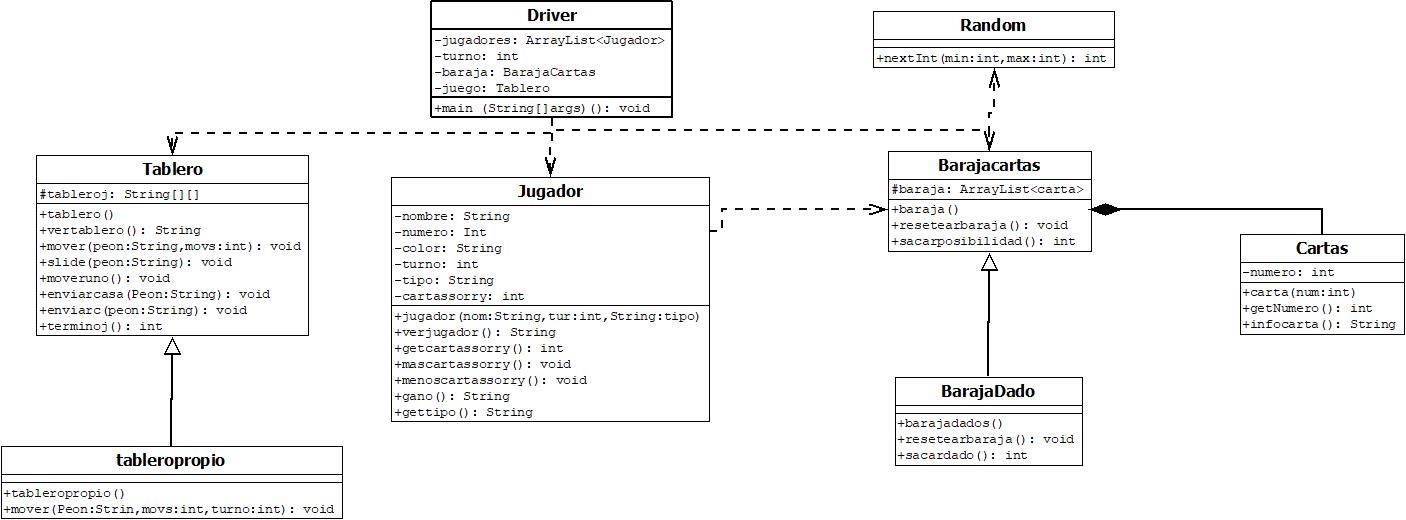 Driver
-jugadores: ArrayList<Jugador>
-turno: int
-baraja: BarajaCartas
-juego: Tablero
+main (String[]args)(): void
Random
+nextInt(min:int,max:int): int
Tablero
#tableroj: String[][]
+tablero()
+vertablero(): String
+mover(peon:String,movs:int): void
+slide(peon:String): void
+moveruno(): void
+enviarcasa(Peon:String): void
+enviarc(peon:String): void
+terminoj(): int
Jugador
-nombre: String
-numero: Int
-color: String
-turno: int
-tipo: String
-cartassorry: int
+jugador(nom:String,tur:int,String:tipo)
+verjugador(): String
+getcartassorry(): int
+mascartassorry(): void
+menoscartassorry(): void
+gano(): String
+gettipo(): String
Barajacartas
#baraja: ArrayList<carta>
+baraja()
+resetearbaraja(): void
+sacarposibilidad(): int
Cartas
-numero: int
+carta(num:int)
+getNumero(): int
+infocarta(): String
BarajaDado
+barajadados()
+resetearbaraja(): void
+sacardado(): int
tableropropio
+tableropropio()
+mover(Peon:Strin,movs:int,turno:int): void